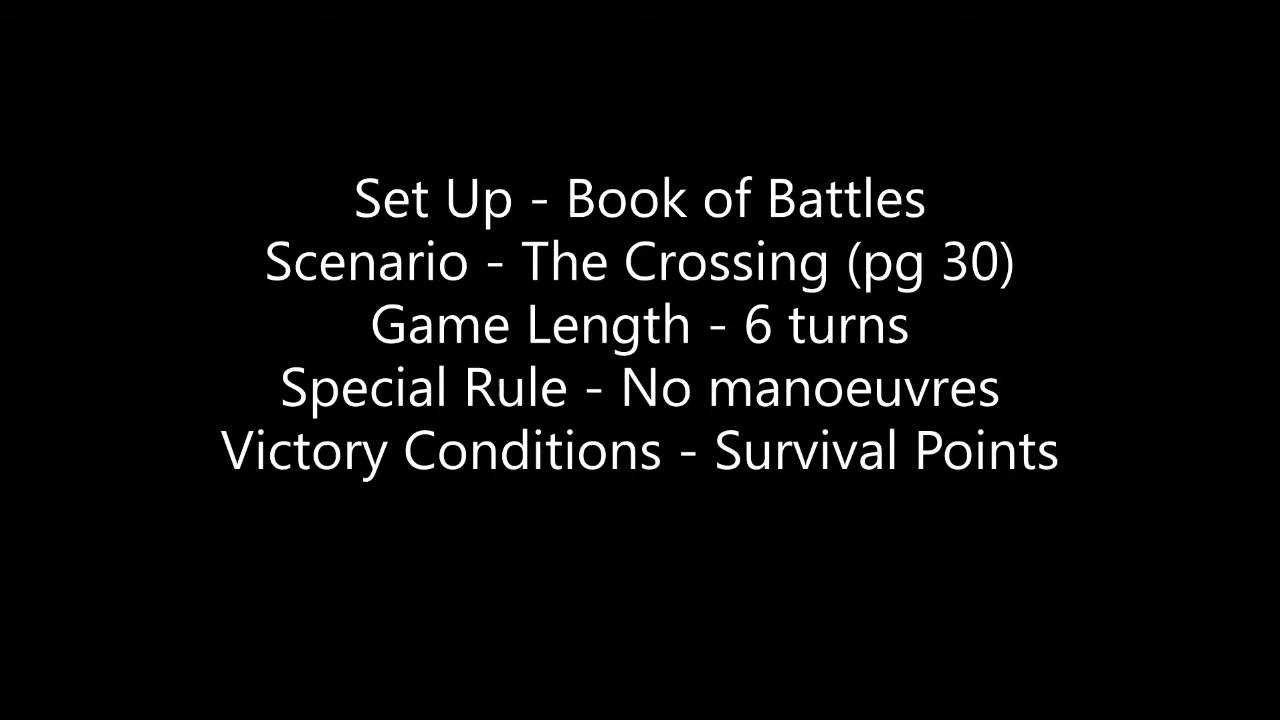 Set Up - Book of Battles
Scenario - The Crossing (pg 30)
Game Length - 6 turns
Special Rule - No manoeuvres
Victory Conditions - Survival Points